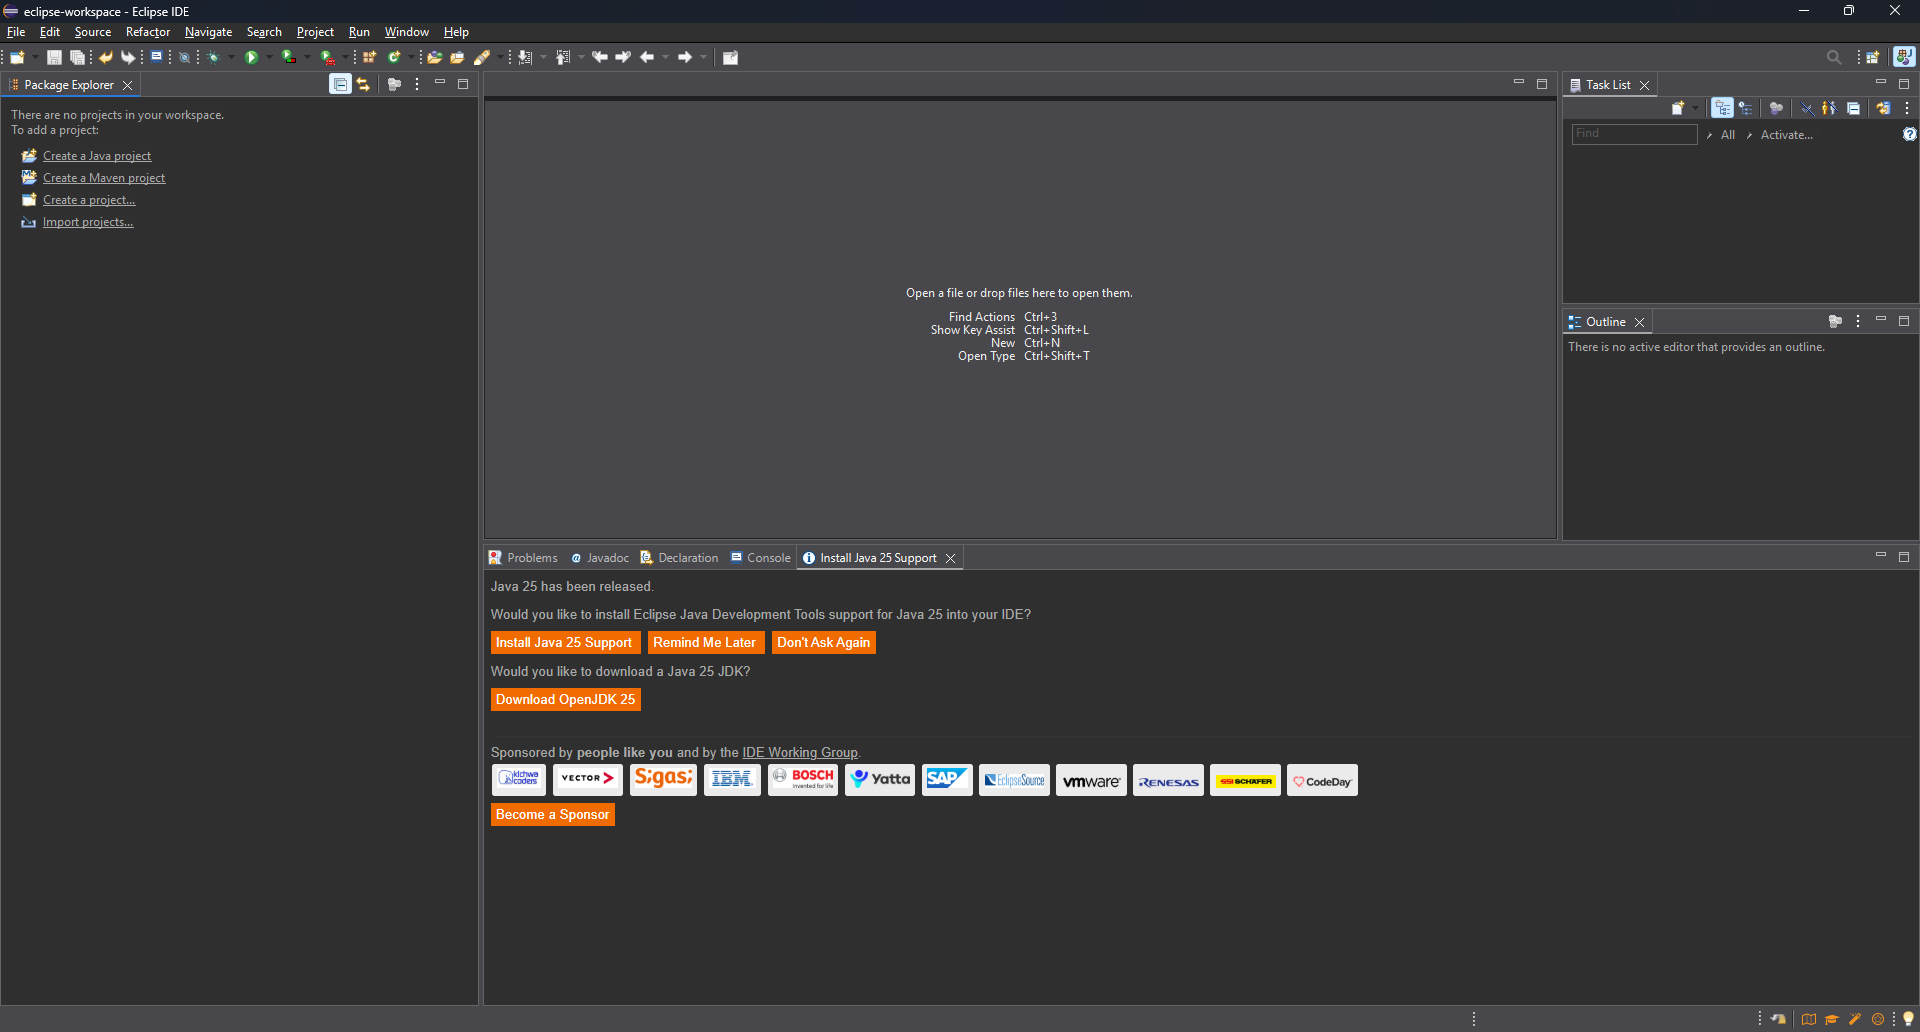 eclipse-workspace - Eclipse IDE
File Edit Source Refactor Navigate Search Project Run Window Help
Package Explorer
There are no projects in your workspace.
To add a project:
Create a Java project
Create a Maven project
Create a project...
Import projects...
Open a file or drop files here to open them.
Find Actions Ctrl+3
Show Key Assist Ctrl+Shift+L
New Ctrl+N
Open Type Ctrl+Shift+T
Task List
Find All Activate...
Outline
There is no active editor that provides an outline.
Problems Javadoc Declaration Console Install Java 25 Support
Java 25 has been released.
Would you like to install Eclipse Java Development Tools support for Java 25 into your IDE?
Install Java 25 Support Remind Me Later Don't Ask Again
Would you like to download a Java 25 JDK?
Download OpenJDK 25
Sponsored by people like you and by the IDE Working Group.
ktchwa coders VECTOR Sigasi IBM BOSCH Invented for life Yatta SAP EclipseSource vmware RENESAS SSI SCHAFER CodeDay
Become a Sponsor